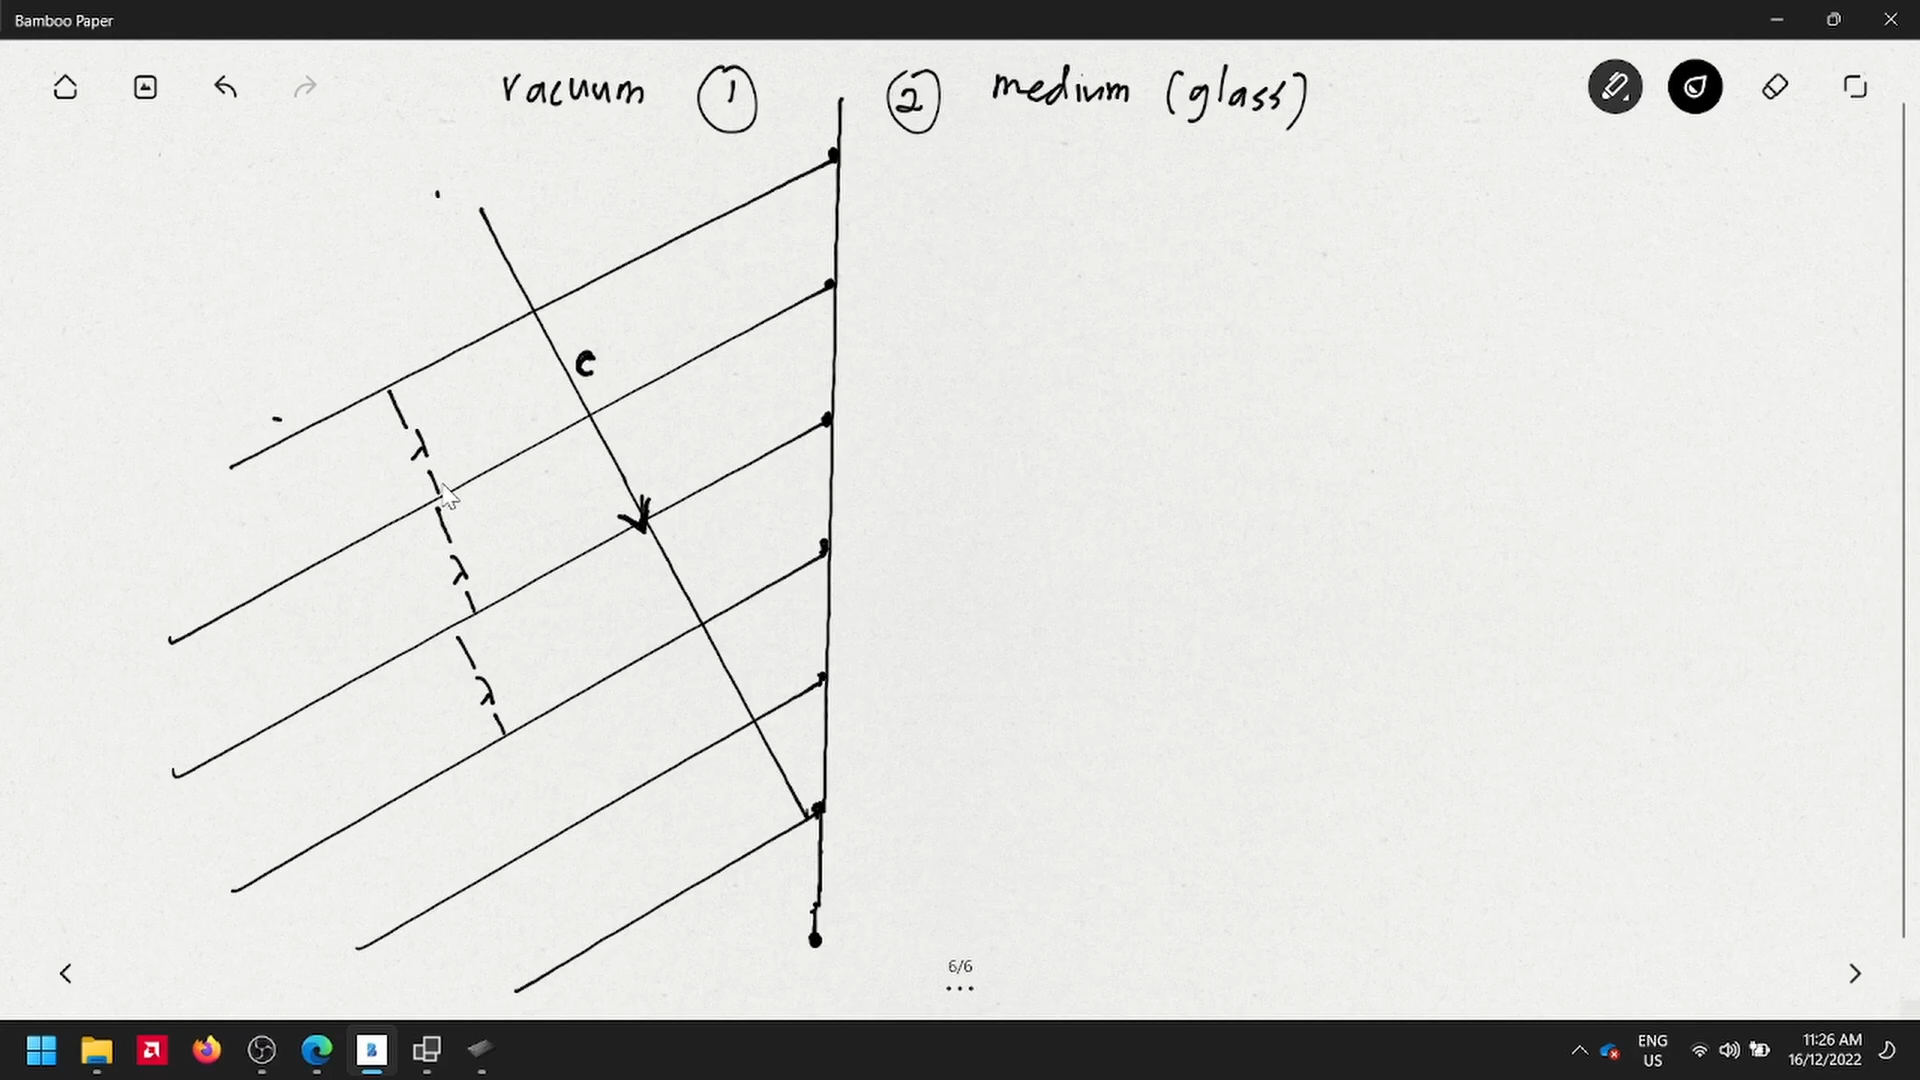 Bamboo Paper
vacuum ① ② medium (glass)
c
λ
λ
λ
6/6
ENG
US
11:26 AM
16/12/2022